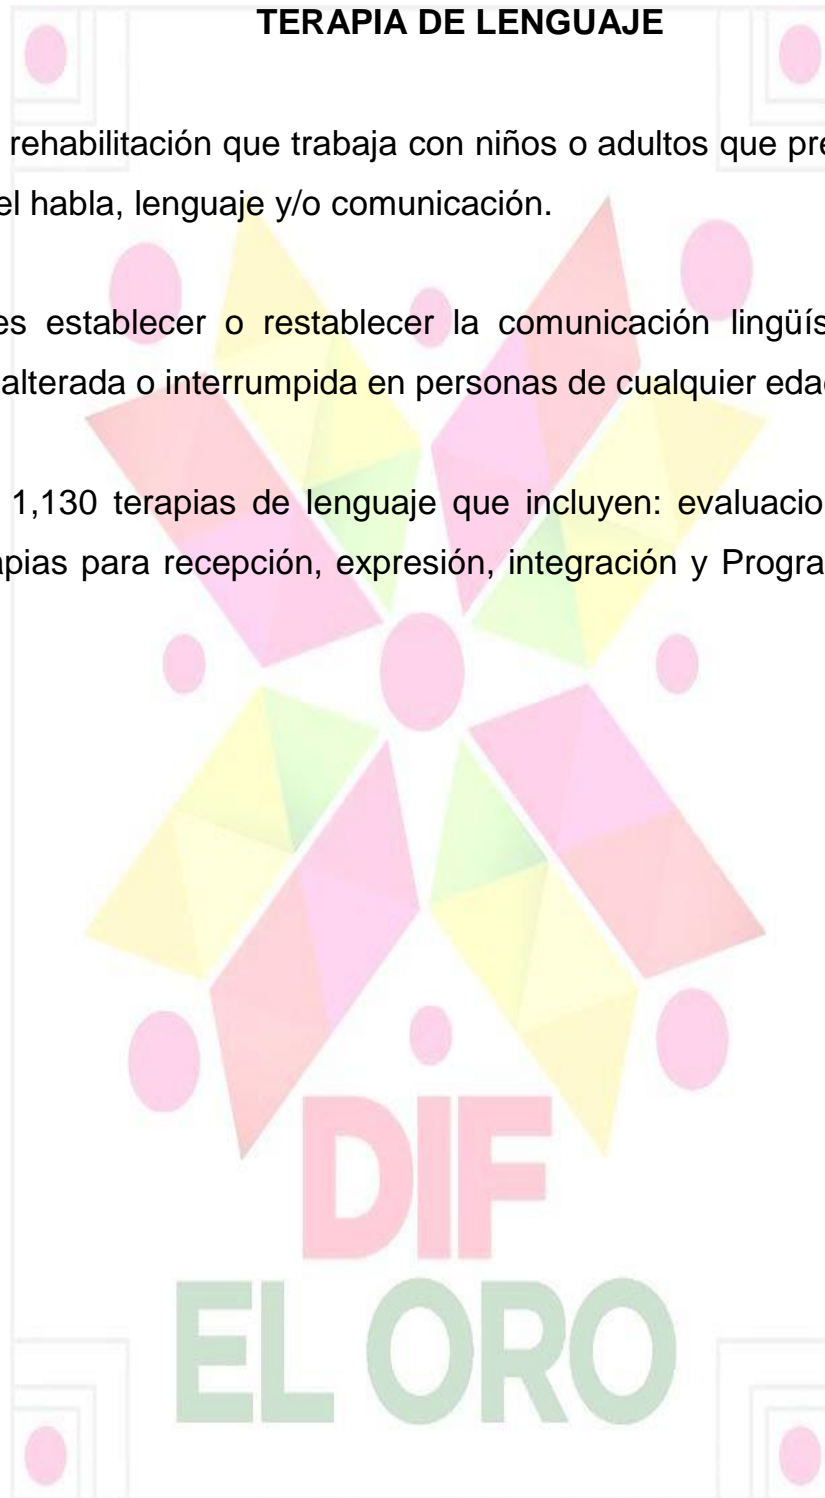 TERAPIA DE LENGUAJE
rehabilitación que trabaja con niños o adultos que pre
el habla, lenguaje y/o comunicación.
es establecer o restablecer la comunicación lingüís
alterada o interrumpida en personas de cualquier edad
1,130 terapias de lenguaje que incluyen: evaluacio
apias para recepción, expresión, integración y Progra
DIF
EL ORO